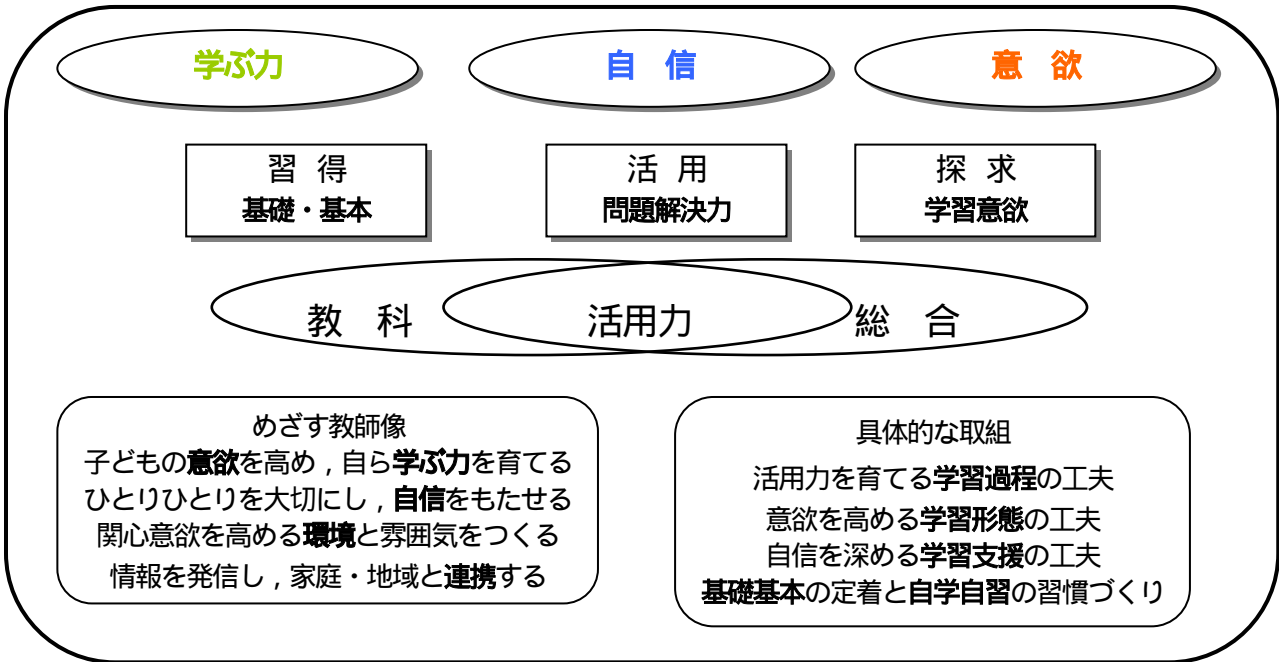 学ぶ力
自 信
意 欲
習 得
基礎・基本
活 用
問題解決力
探 求
学習意欲
教 科
活用力
総 合
めざす教師像
子どもの意欲を高め，自ら学ぶ力を育てる
ひとりひとりを大切にし，自信をもたせる
関心意欲を高める環境と雰囲気をつくる
情報を発信し，家庭・地域と連携する
具体的な取組
活用力を育てる学習過程の工夫
意欲を高める学習形態の工夫
自信を深める学習支援の工夫
基礎基本の定着と自学自習の習慣づくり